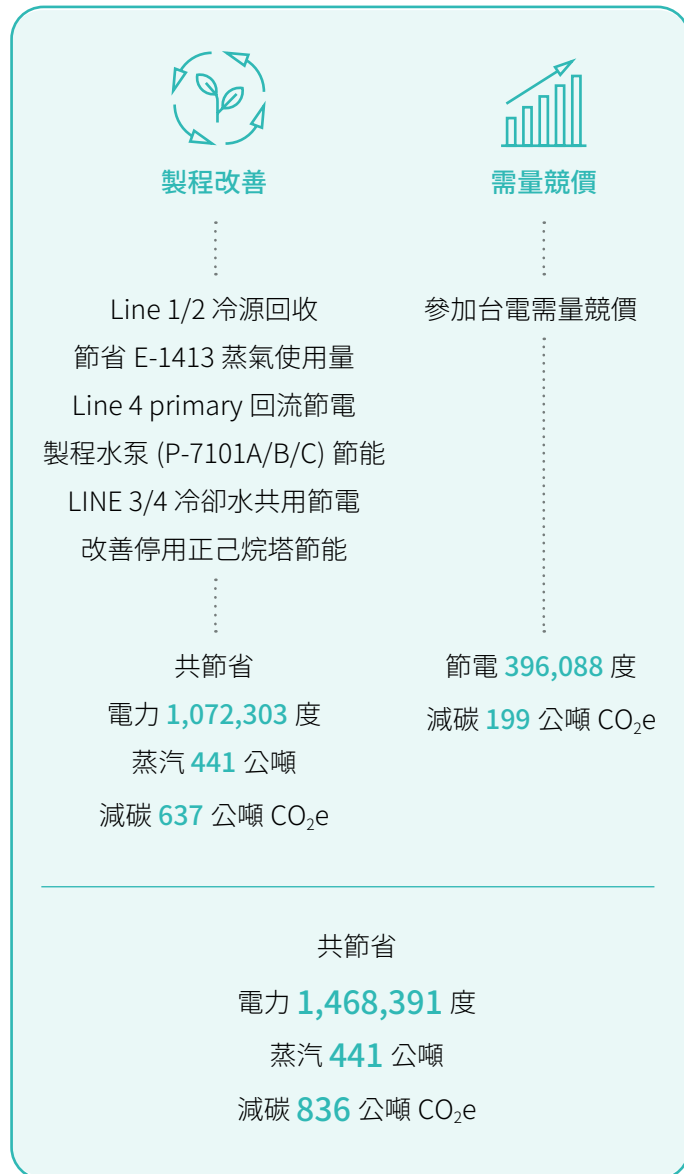 製程改善
Line 1/2 冷源回收
節省 E-1413 蒸氣使用量
Line 4 primary 回流節電
製程水泵 (P-7101A/B/C) 節能
LINE 3/4 冷卻水共用節電
改善停用正己烷塔節能
共節省
電力 1,072,303 度
蒸汽 441 公噸
減碳 637 公噸 CO₂e
需量競價
參加台電需量競價
節電 396,088 度
減碳 199 公噸 CO₂e
共節省
電力 1,468,391 度
蒸汽 441 公噸
減碳 836 公噸 CO₂e